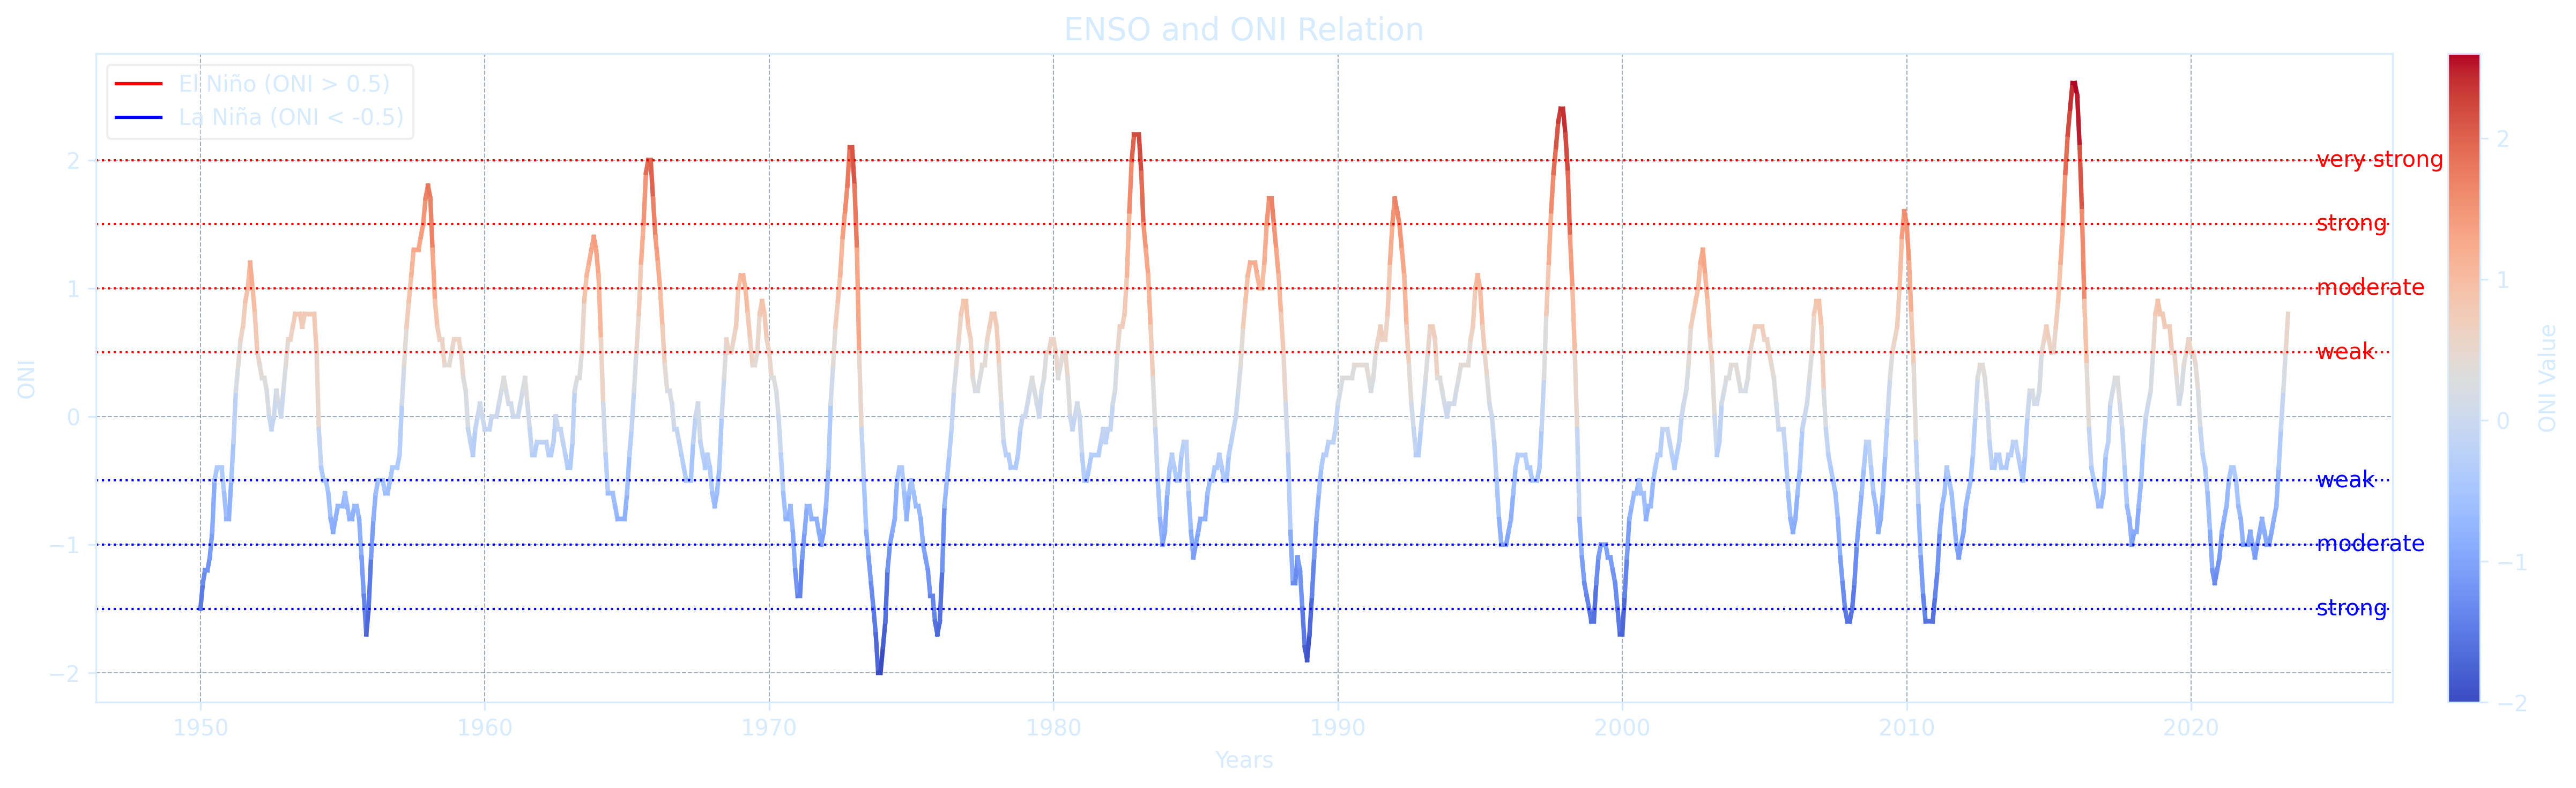 ENSO and ONI Relation
El Niño (ONI > 0.5)
La Niña (ONI < -0.5)
ONI
2
1
0
−1
−2
very strong
strong
moderate
weak
weak
moderate
strong
1950 1960 1970 1980 1990 2000 2010 2020
Years
2
1
0
−1
−2
ONI Value